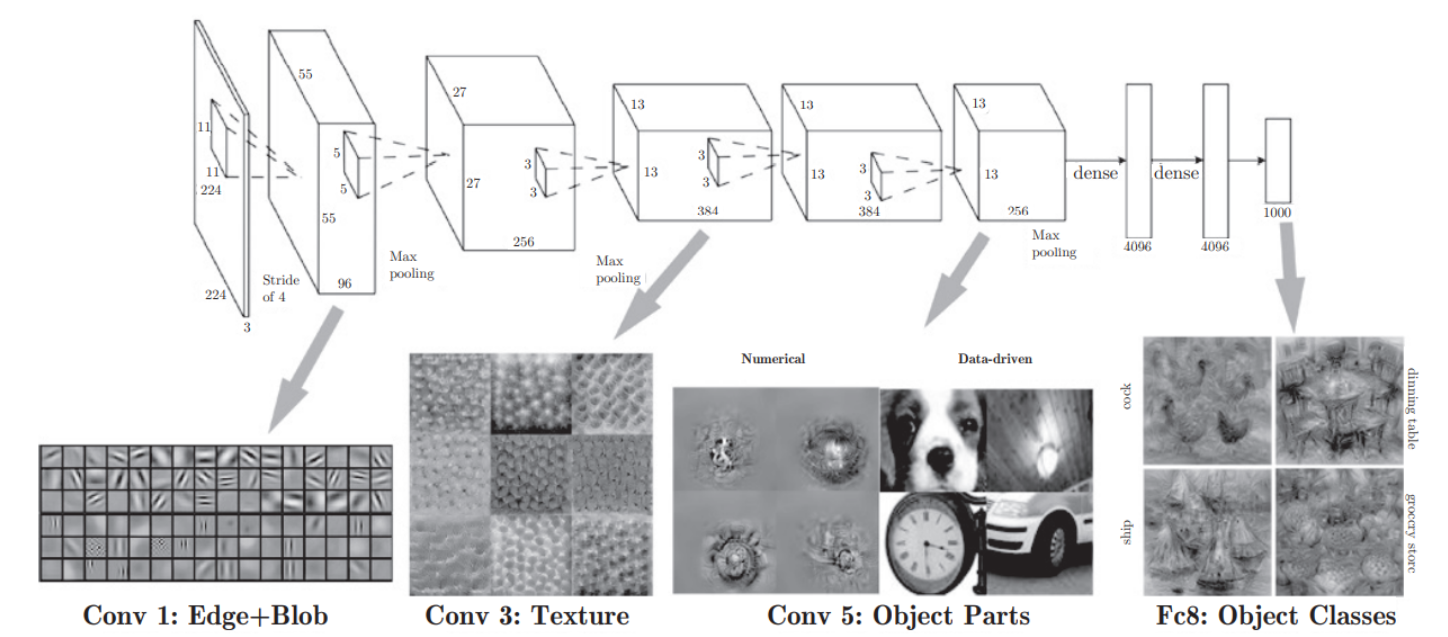 55
27
13
13
13
11
5
3
3
3
11
5
3
3
3
224
55
27
13
13
13
dense
dense
256
384
384
256
1000
4096
4096
Max
pooling
Max
pooling
Max
pooling
Stride
of 4
96
224
3
Numerical
Data-driven
cock
dinning table
ship
groccry storc
Conv 1: Edge+Blob
Conv 3: Texture
Conv 5: Object Parts
Fc8: Object Classes